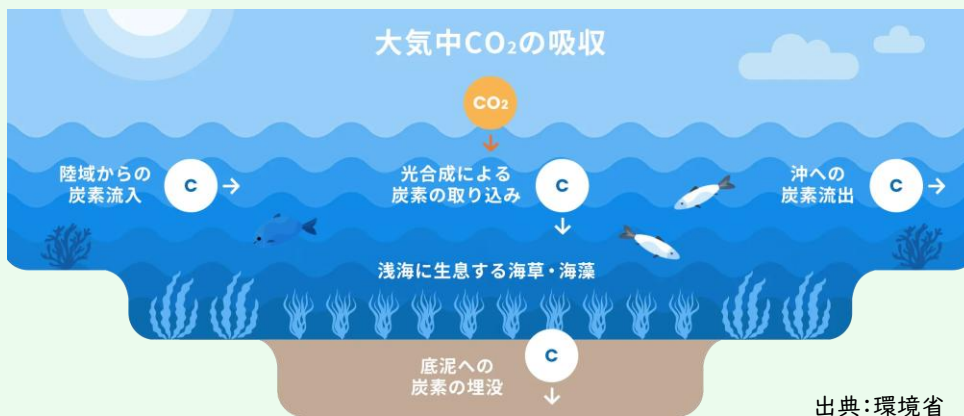 大気中CO₂の吸収
CO₂
陸域からの
炭素流入
C
光合成による
炭素の取り込み
C
沖への
炭素流出
C
浅海に生息する海草・海藻
底泥への
炭素の埋没
C
出典:環境省